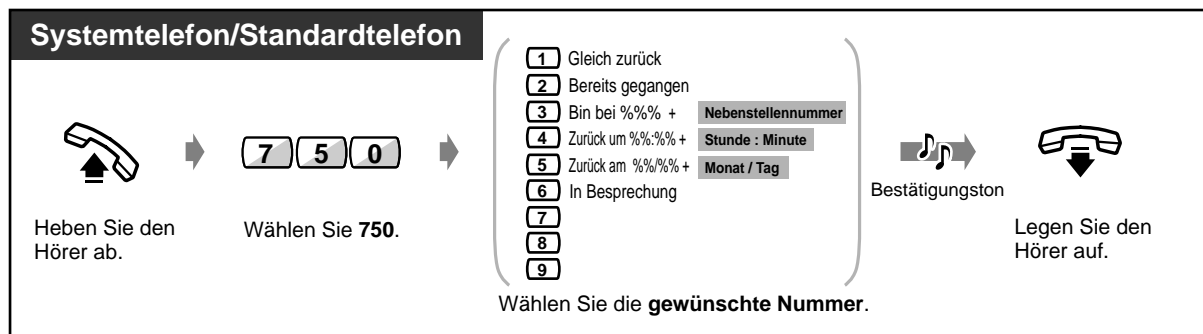 Systemtelefon/Standardtelefon
1 Gleich zurück
2 Bereits gegangen
3 Bin bei %%% + Nebenstellennummer
4 Zurück um %%:%% + Stunde : Minute
5 Zurück am %%/%% + Monat / Tag
6 In Besprechung
7
8
9
7 5 0
Bestätigungston
Heben Sie den
Hörer ab.
Wählen Sie 750.
Wählen Sie die gewünschte Nummer.
Legen Sie den
Hörer auf.